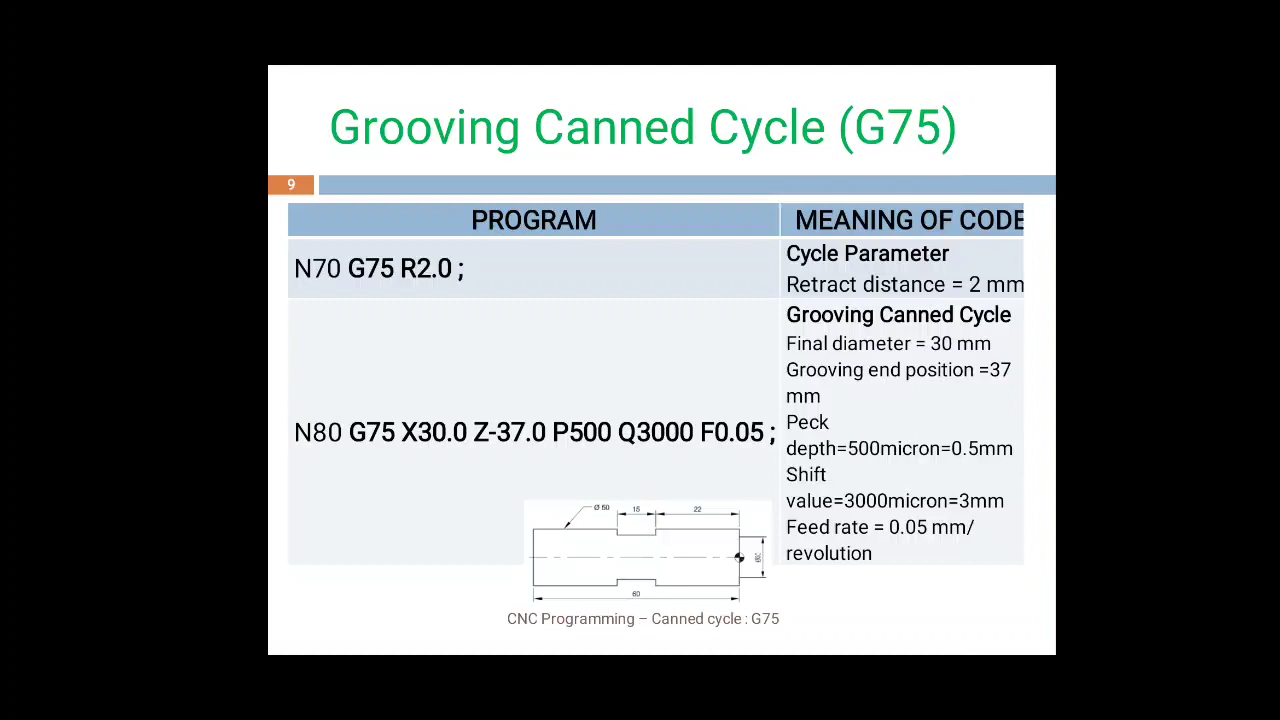 Grooving Canned Cycle (G75)
9
PROGRAM
MEANING OF CODE
N70 G75 R2.0 ;
Cycle Parameter
Retract distance = 2 mm
N80 G75 X30.0 Z-37.0 P500 Q3000 F0.05 ;
Grooving Canned Cycle
Final diameter = 30 mm
Grooving end position =37
mm
Peck
depth=500micron=0.5mm
Shift
value=3000micron=3mm
Feed rate = 0.05 mm/
revolution
22
60
CNC Programming – Canned cycle : G75